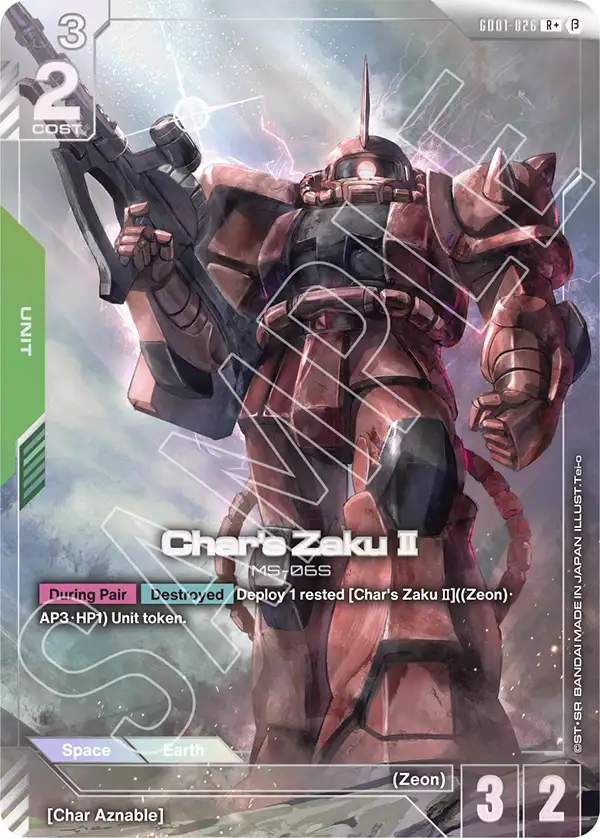 Lv.3
GD01-026 R+ β
2
COST
UNIT
SAMPLE
Char's Zaku Ⅱ
MS-06S
During Pair Destroyed Deploy 1 rested [Char's Zaku Ⅱ]((Zeon)·
AP3·HP1) Unit token.
©ST·SR BANDAI MADE IN JAPAN ILLUST.Tei-o
Space Earth
(Zeon)
3 2
[Char Aznable]